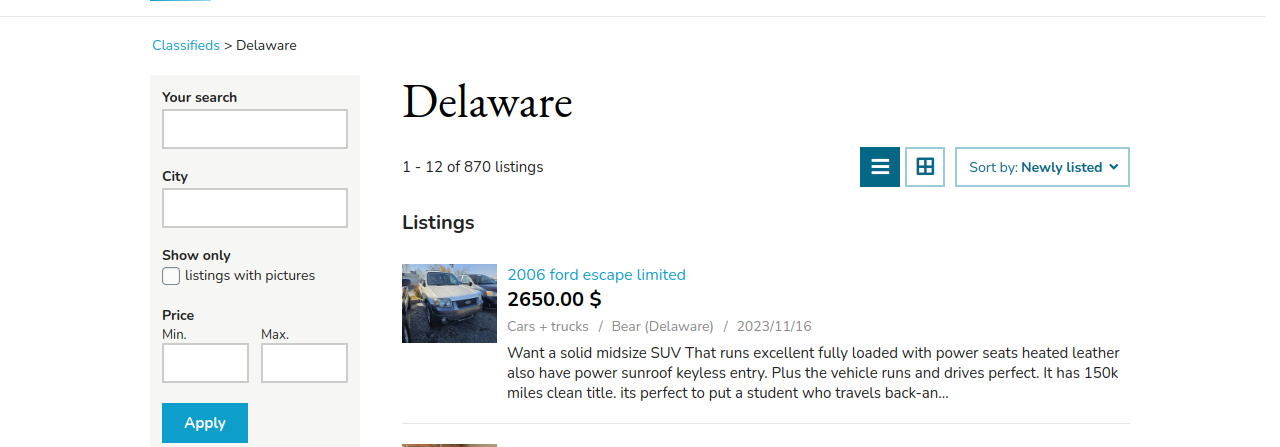 Classifieds > Delaware
Your search
City
Show only
listings with pictures
Price
Min.
Max.
Apply
Delaware
1 - 12 of 870 listings
Sort by: Newly listed
Listings
2006 ford escape limited
2650.00 $
Cars + trucks / Bear (Delaware) / 2023/11/16
Want a solid midsize SUV That runs excellent fully loaded with power seats heated leather
also have power sunroof keyless entry. Plus the vehicle runs and drives perfect. It has 150k
miles clean title. its perfect to put a student who travels back-an...